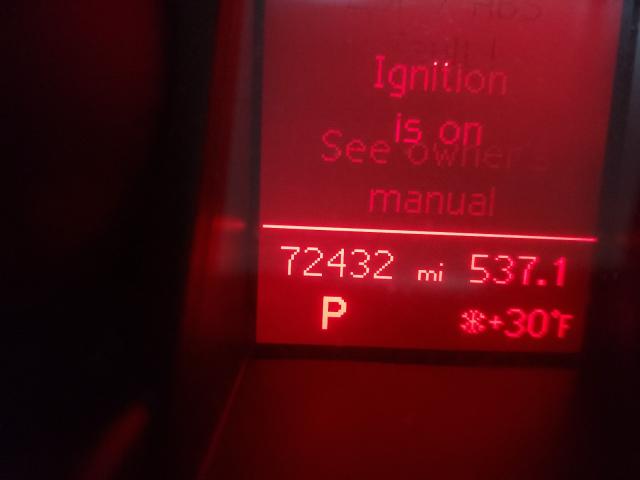 Ignition
is on
See owner's
manual
72432 mi 537.1
P ❄+30°F